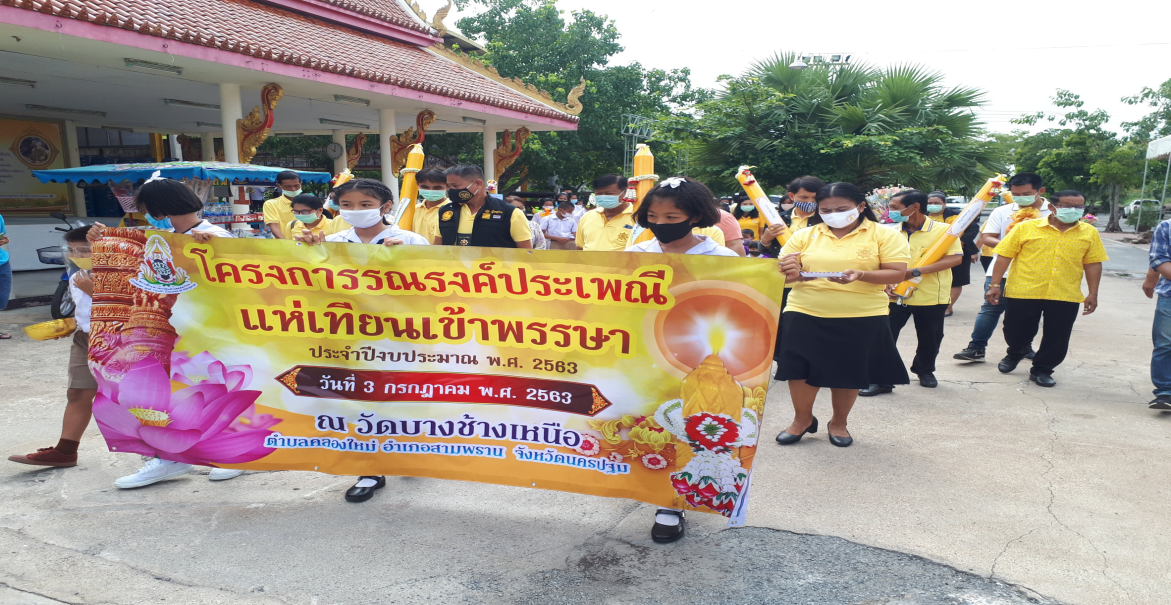 โครงการรณรงค์ประเพณี
แห่เทียนเข้าพรรษา
ประจำปีงบประมาณ พ.ศ. 2563
วันที่ 3 กรกฎาคม พ.ศ. 2563
ณ วัดบางช้างเหนือ
ตำบลคลองใหม่ อำเภอสามพราน จังหวัดนครปฐม